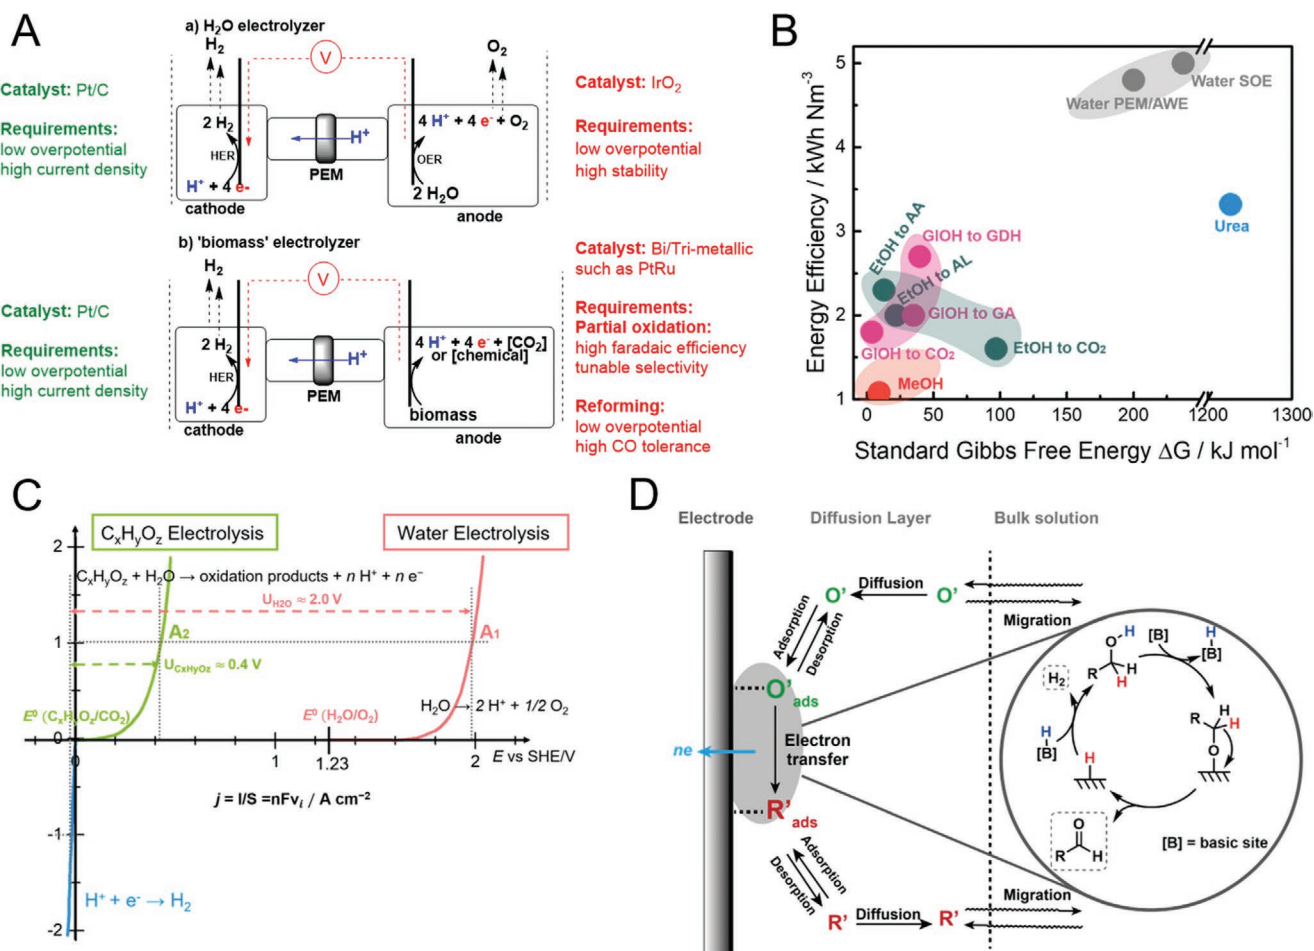 A
a) H₂O electrolyzer
H₂
V
O₂
Catalyst: Pt/C
Requirements:
low overpotential
high current density
2 H₂
HER
H⁺ + 4 e-
cathode
H⁺
PEM
4 H⁺ + 4 e⁻ + O₂
OER
2 H₂O
anode
Catalyst: IrO₂
Requirements:
low overpotential
high stability
b) 'biomass' electrolyzer
H₂
V
Catalyst: Pt/C
Requirements:
low overpotential
high current density
2 H₂
HER
H⁺ + 4 e-
cathode
H⁺
PEM
4 H⁺ + 4 e⁻ + [CO₂]
or [chemical]
biomass
anode
Catalyst: Bi/Tri-metallic
such as PtRu
Requirements:
Partial oxidation:
high faradaic efficiency
tunable selectivity
Reforming:
low overpotential
high CO tolerance
B
Energy Efficiency / kWh Nm⁻³
5
4
3
2
1
Water PEM/AWE
Water SOE
Urea
EtOH to AA
GlOH to GDH
EtOH to AL
GlOH to GA
GlOH to CO₂
EtOH to CO₂
MeOH
0
50
100
150
200
1200
1300
Standard Gibbs Free Energy ΔG / kJ mol⁻¹
C
CxHyOz Electrolysis
Water Electrolysis
2
CxHyOz + H₂O → oxidation products + n H⁺ + n e⁻
U_H2O ≈ 2.0 V
A₂
A₁
1
U_CxHyOz ≈ 0.4 V
H₂O → 2 H⁺ + 1/2 O₂
E⁰ (CxHyOz/CO₂)
E⁰ (H₂O/O₂)
0
0
1
1.23
2
E vs SHE/V
j = I/S =nFvᵢ / A cm⁻²
-1
H⁺ + e⁻ → H₂
-2
D
Electrode
Diffusion Layer
Bulk solution
O'
Diffusion
O'
Migration
Adsorption
Desorption
O'ads
ne
Electron
transfer
R'ads
Adsorption
Desorption
R'
Diffusion
R'
Migration
H
O
R
H
H
[B]
H
[B]
H₂
H
[B]
H
R
H
H
O
O
R
H
[B] = basic site